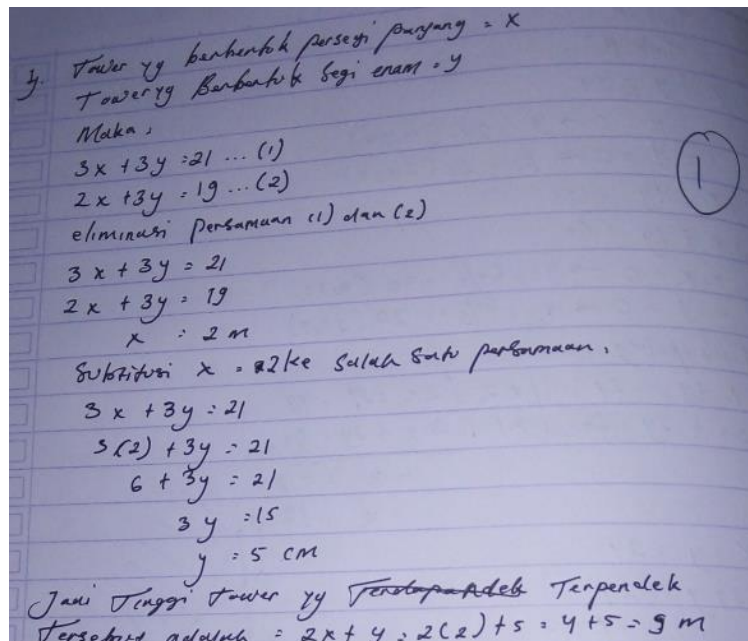 4. Tower yg berbentuk persegi panjang = x
Tower yg Berbentuk Segi enam = y
Maka,
3x + 3y = 21 ... (1)
2x + 3y = 19 ... (2)
1
eliminasi persamaan (1) dan (2)
3x + 3y = 21
2x + 3y = 19
x = 2 m
Subtitusi x = 2 ke Salah Satu persamaan,
3x + 3y = 21
3(2) + 3y = 21
6 + 3y = 21
3y = 15
y = 5 cm
Jadi Tinggi tower yg Terpendek
Tersebut adalah = 2x + y = 2(2) + 5 = 4 + 5 = 9 m